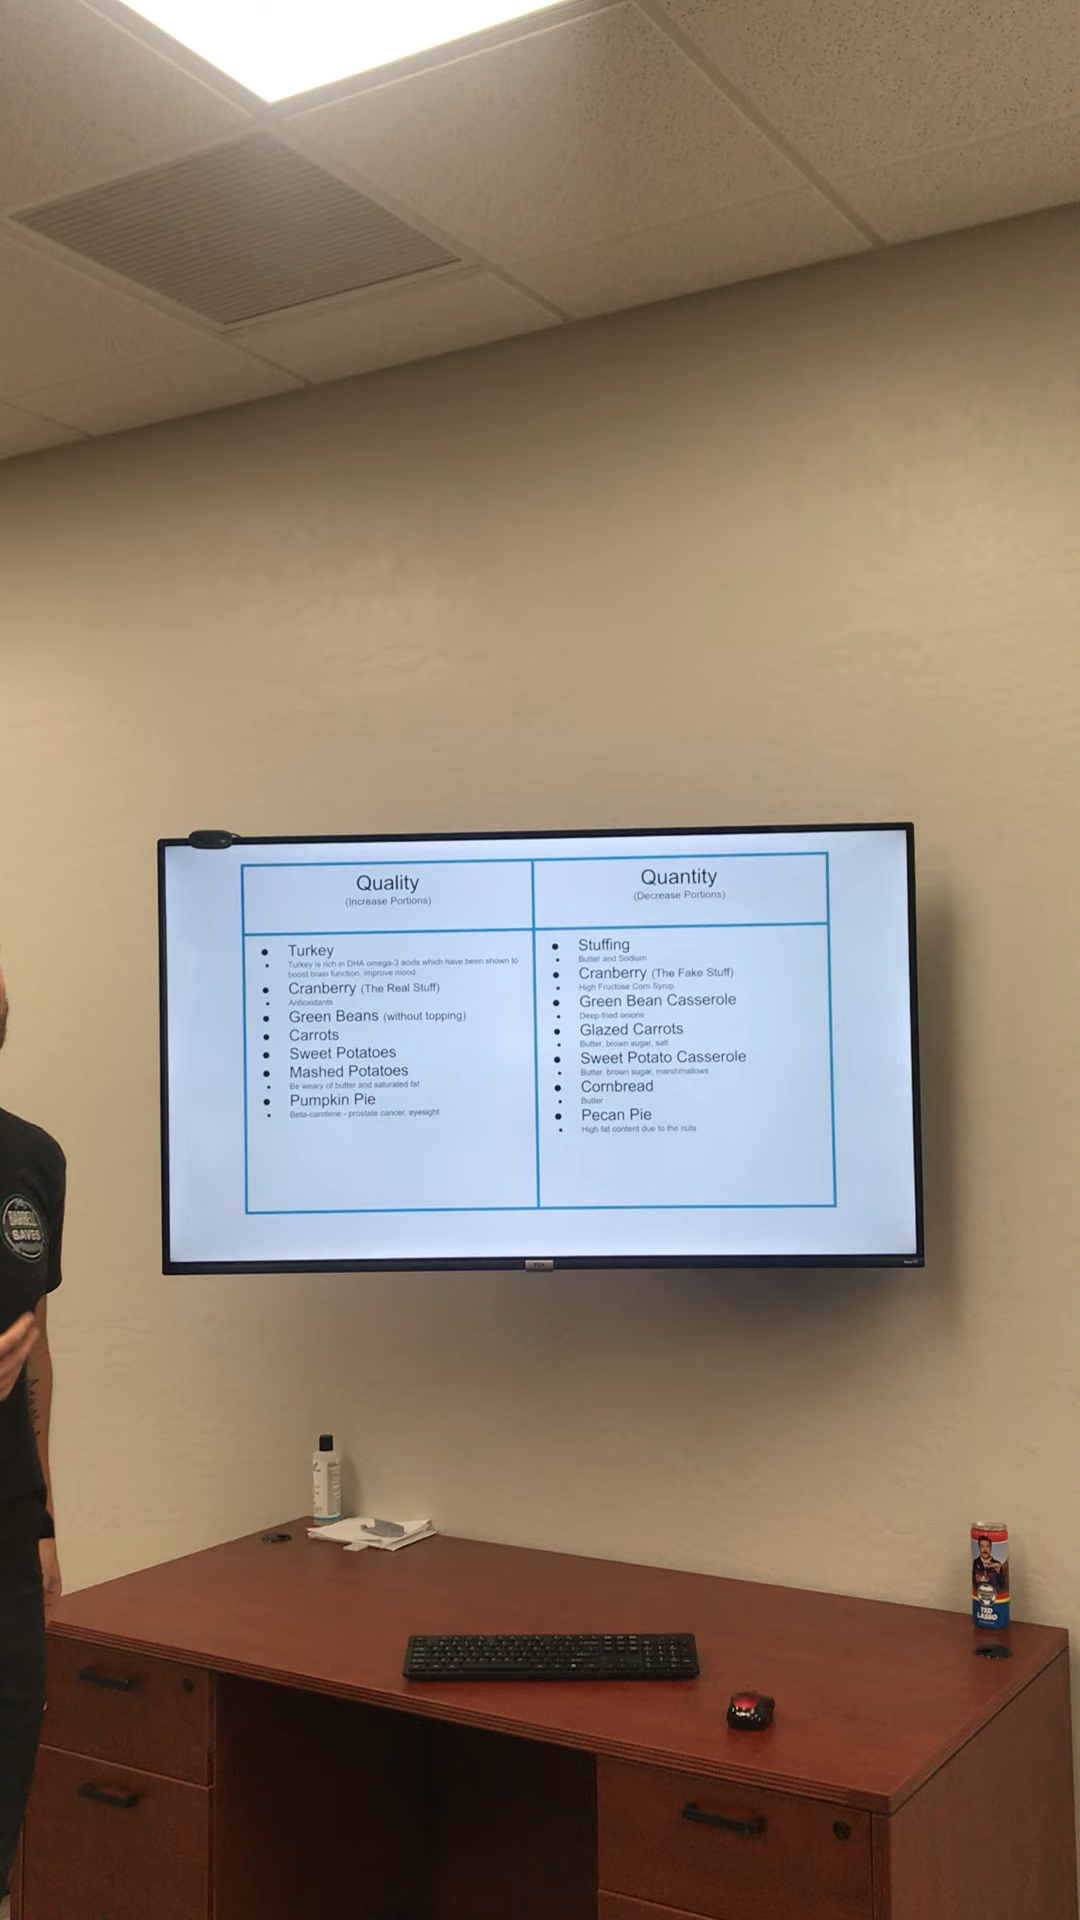 Quality
(Increase Portions)
Turkey
Turkey is rich in DHA omega-3 acids which have been shown to
boost brain function, improve mood
Cranberry (The Real Stuff)
Antioxidants
Green Beans (without topping)
Carrots
Sweet Potatoes
Mashed Potatoes
Be weary of butter and saturated fat
Pumpkin Pie
Beta-carotene - prostate cancer, eyesight
Quantity
(Decrease Portions)
Stuffing
Butter and Sodium
Cranberry (The Fake Stuff)
High Fructose Corn Syrup
Green Bean Casserole
Deep-fried onions
Glazed Carrots
Butter, brown sugar, salt
Sweet Potato Casserole
Butter, brown sugar, marshmallows
Cornbread
Butter
Pecan Pie
High fat content due to the nuts
TCL
BARBELL
SAVES
TED
LASSO